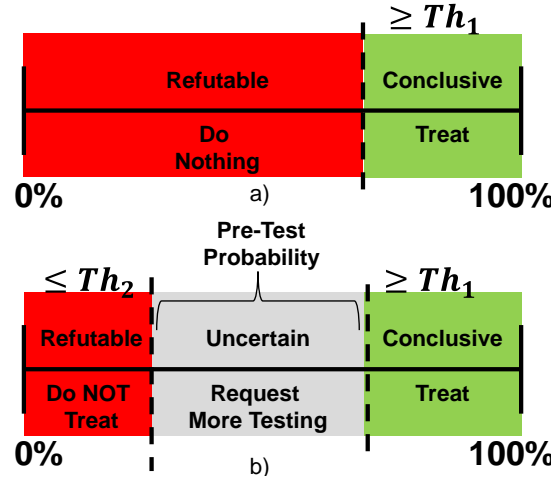 ≥ Th₁
Refutable Conclusive
Do
Nothing
Treat
0% a) 100%
Pre-Test
Probability
≤ Th₂ ≥ Th₁
Refutable Uncertain Conclusive
Do NOT
Treat
Request
More Testing
Treat
0% b) 100%